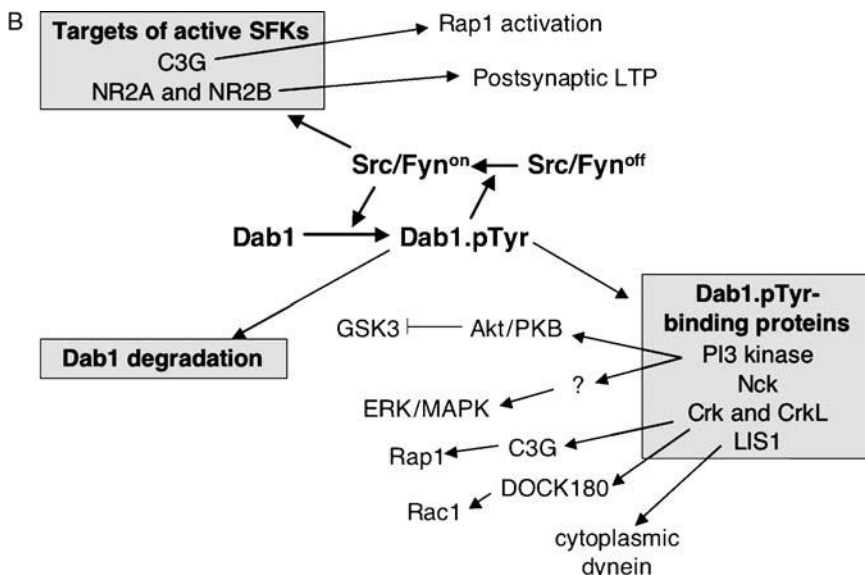 B
Targets of active SFKs
C3G
NR2A and NR2B
Rap1 activation
Postsynaptic LTP
Src/Fynᵒⁿ
Src/Fynᵒᶠᶠ
Dab1
Dab1.pTyr
Dab1 degradation
GSK3
Akt/PKB
?
ERK/MAPK
C3G
Rap1
DOCK180
Rac1
cytoplasmic
dynein
Dab1.pTyr-
binding proteins
PI3 kinase
Nck
Crk and CrkL
LIS1